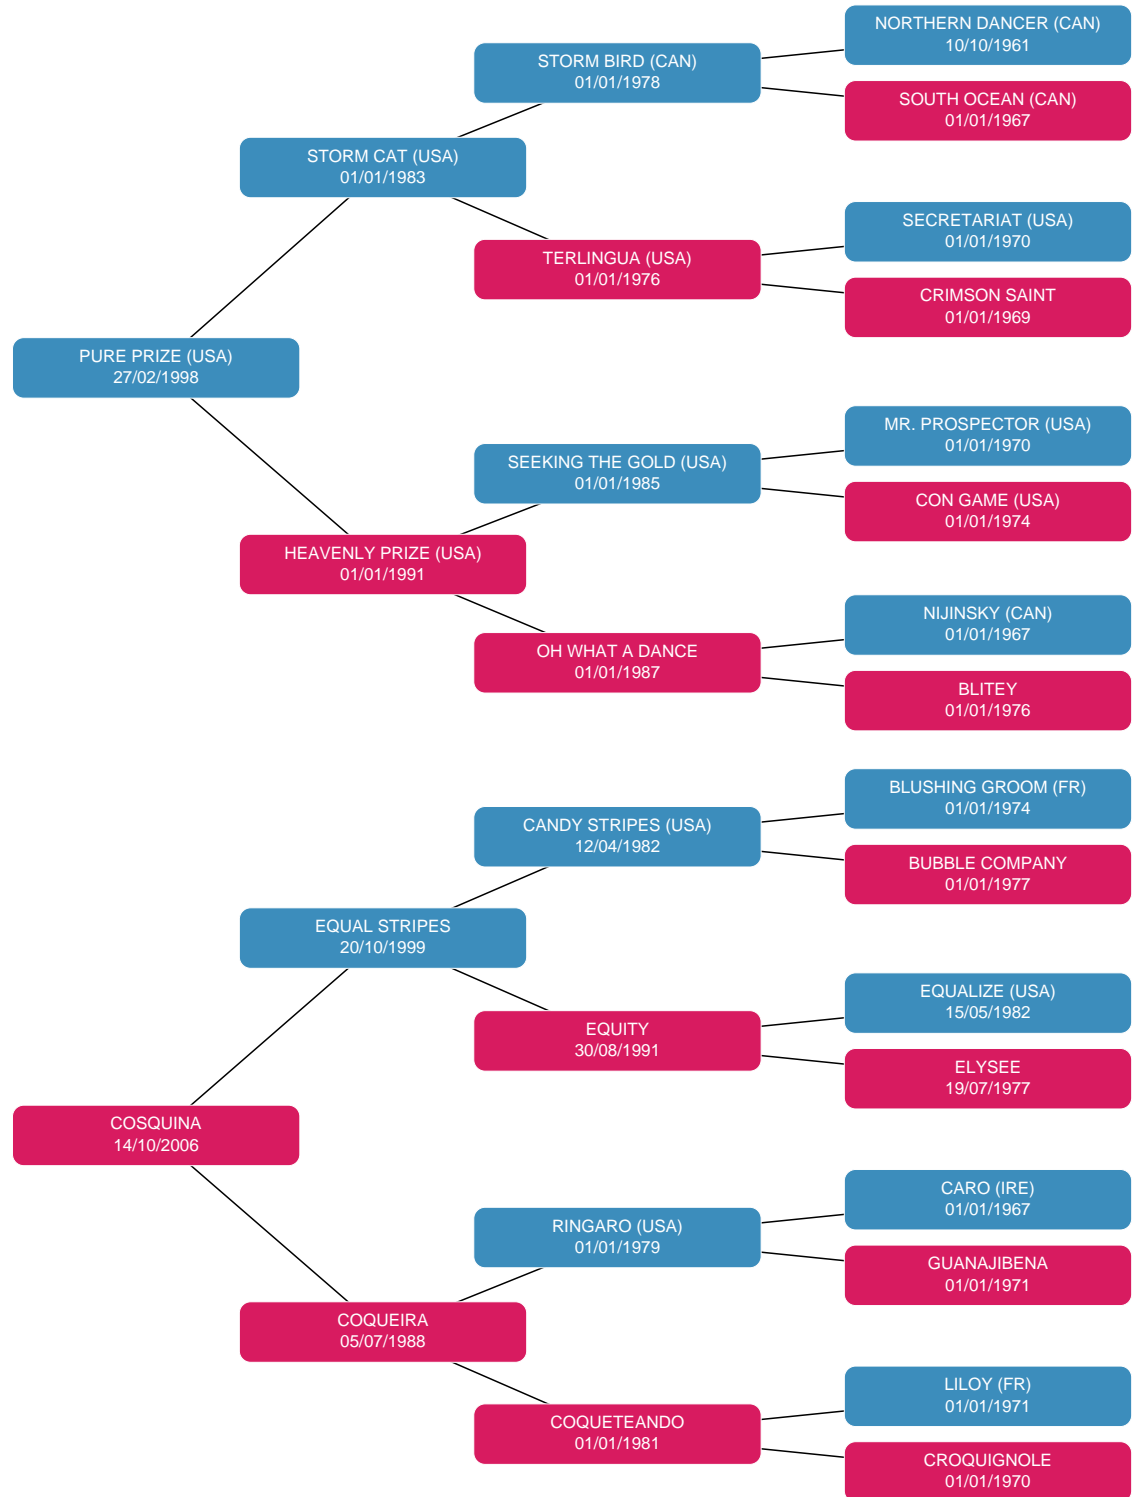 NORTHERN DANCER (CAN)
10/10/1961
STORM BIRD (CAN)
01/01/1978
SOUTH OCEAN (CAN)
01/01/1967
STORM CAT (USA)
01/01/1983
SECRETARIAT (USA)
01/01/1970
TERLINGUA (USA)
01/01/1976
CRIMSON SAINT
01/01/1969
PURE PRIZE (USA)
27/02/1998
MR. PROSPECTOR (USA)
01/01/1970
SEEKING THE GOLD (USA)
01/01/1985
CON GAME (USA)
01/01/1974
HEAVENLY PRIZE (USA)
01/01/1991
NIJINSKY (CAN)
01/01/1967
OH WHAT A DANCE
01/01/1987
BLITEY
01/01/1976
BLUSHING GROOM (FR)
01/01/1974
CANDY STRIPES (USA)
12/04/1982
BUBBLE COMPANY
01/01/1977
EQUAL STRIPES
20/10/1999
EQUALIZE (USA)
15/05/1982
EQUITY
30/08/1991
ELYSEE
19/07/1977
COSQUINA
14/10/2006
CARO (IRE)
01/01/1967
RINGARO (USA)
01/01/1979
GUANAJIBENA
01/01/1971
COQUEIRA
05/07/1988
LILOY (FR)
01/01/1971
COQUETEANDO
01/01/1981
CROQUIGNOLE
01/01/1970